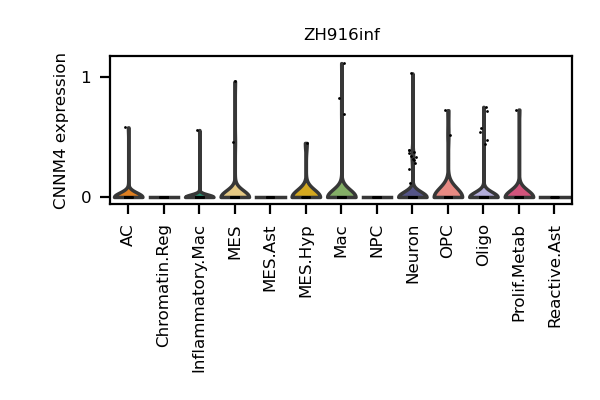 ZH916inf
CNNM4 expression
1
0
AC
Chromatin.Reg
Inflammatory.Mac
MES
MES.Ast
MES.Hyp
Mac
NPC
Neuron
OPC
Oligo
Prolif.Metab
Reactive.Ast